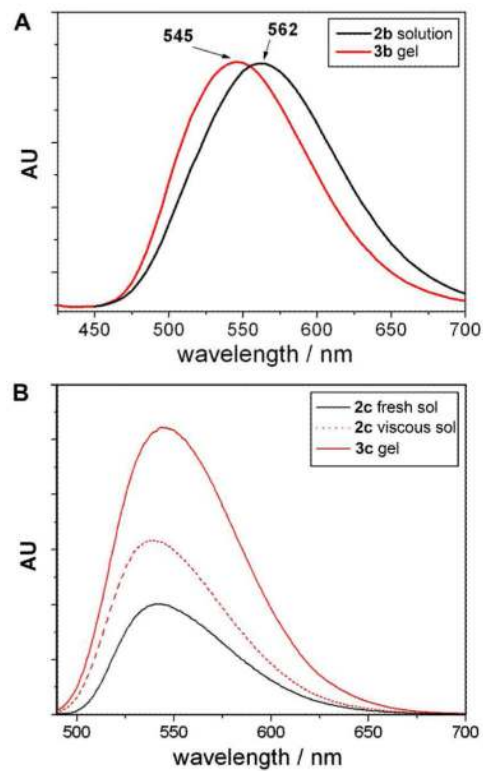 A
545
562
2b solution
3b gel
AU
450 500 550 600 650 700
wavelength / nm
B
2c fresh sol
2c viscous sol
3c gel
AU
500 550 600 650 700
wavelength / nm